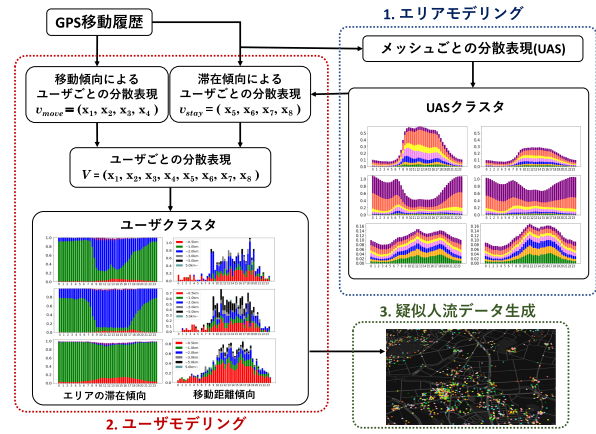 GPS移動履歴
1. エリアモデリング
メッシュごとの分散表現(UAS)
移動傾向による
ユーザごとの分散表現
v_move = (x₁, x₂, x₃, x₄ )
滞在傾向による
ユーザごとの分散表現
v_stay = ( x₅, x₆, x₇, x₈ )
UASクラスタ
ユーザごとの分散表現
V = (x₁, x₂, x₃, x₄, x₅, x₆, x₇, x₈ )
ユーザクラスタ
エリアの滞在傾向
移動距離傾向
2. ユーザモデリング
3. 疑似人流データ生成